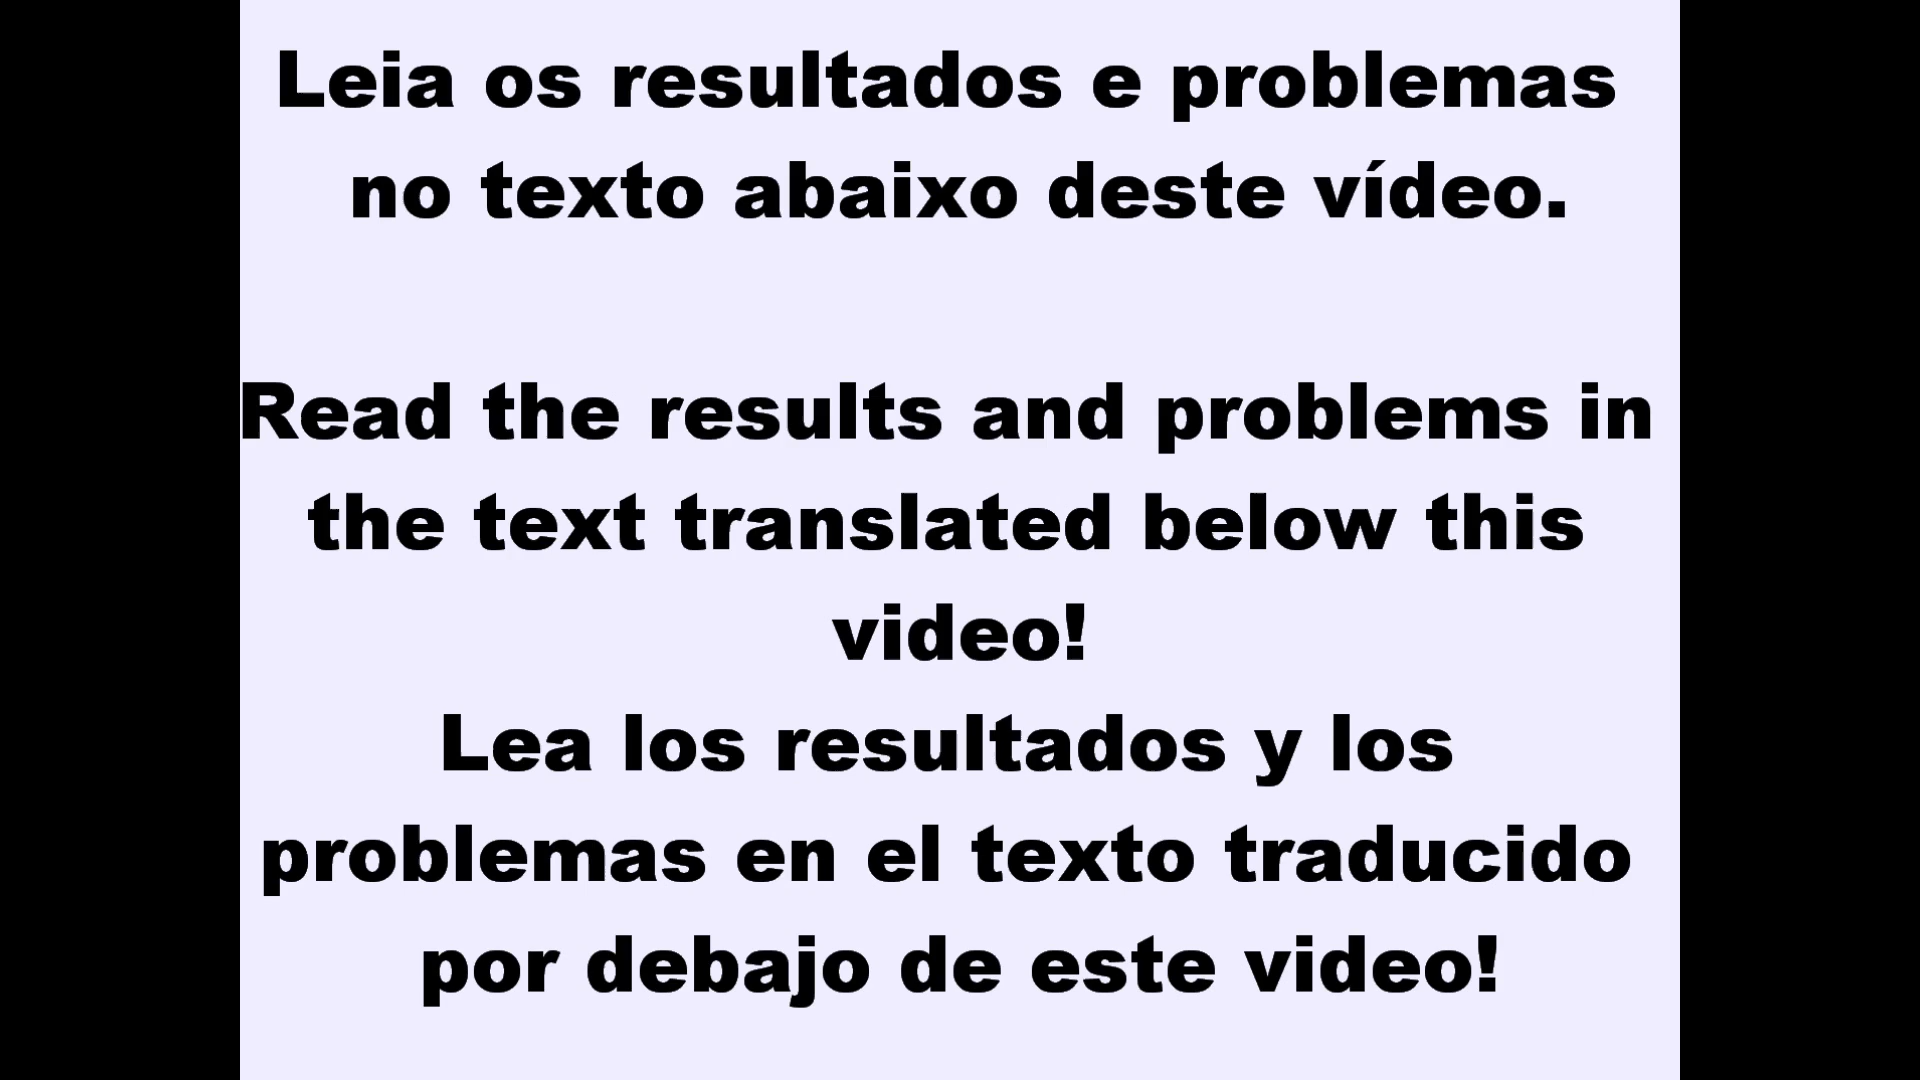 Leia os resultados e problemas
no texto abaixo deste vídeo.
Read the results and problems in
the text translated below this
video!
Lea los resultados y los
problemas en el texto traducido
por debajo de este video!